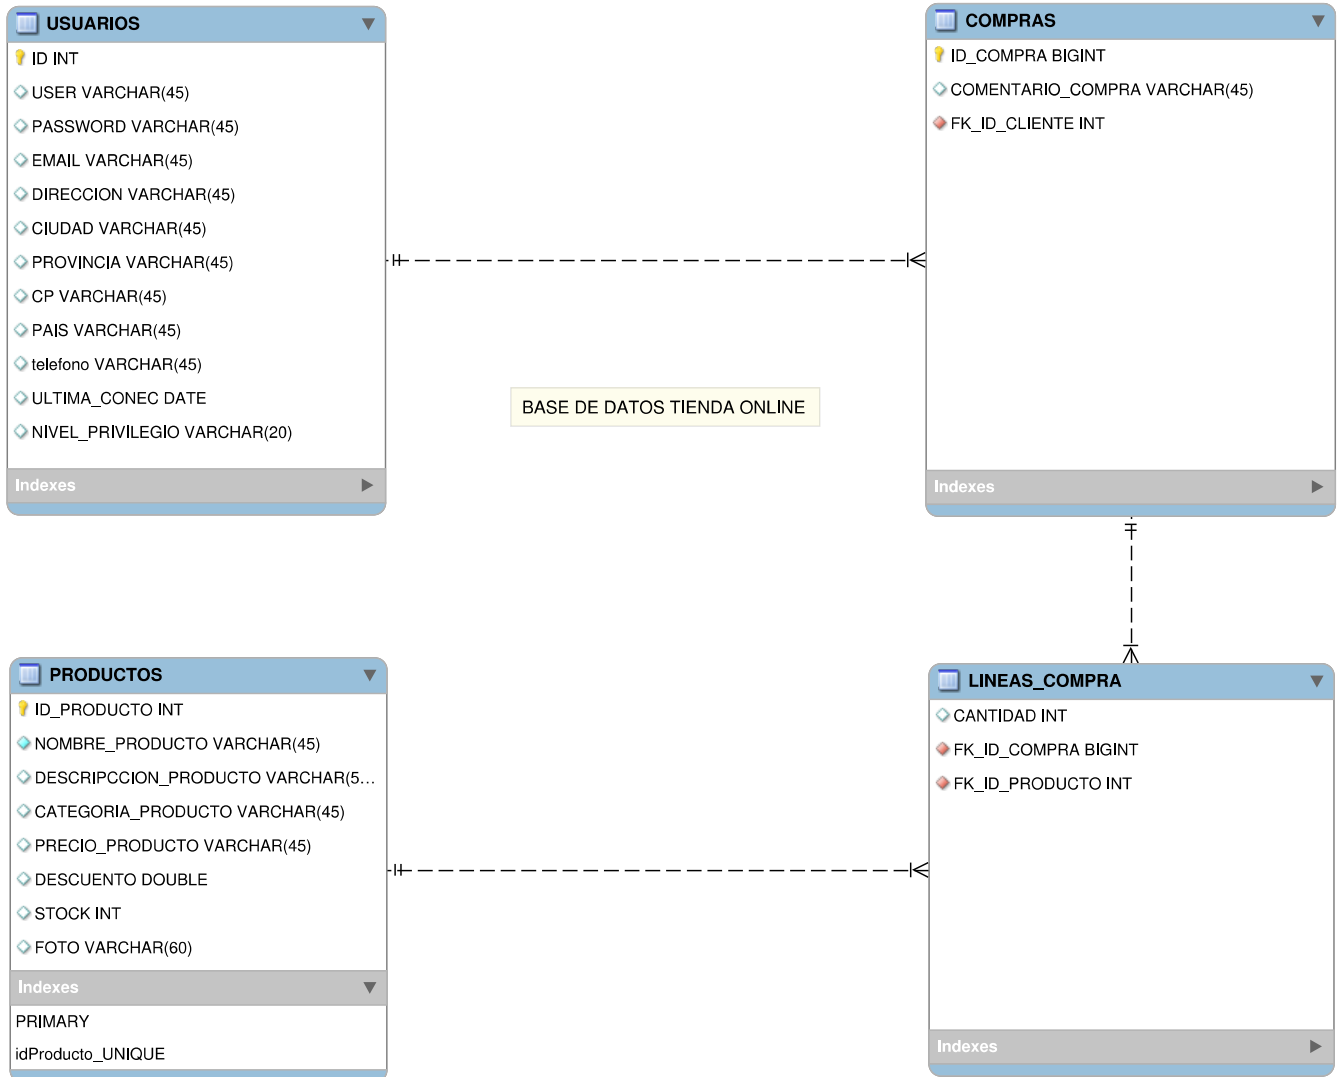 USUARIOS
ID INT
USER VARCHAR(45)
PASSWORD VARCHAR(45)
EMAIL VARCHAR(45)
DIRECCION VARCHAR(45)
CIUDAD VARCHAR(45)
PROVINCIA VARCHAR(45)
CP VARCHAR(45)
PAIS VARCHAR(45)
telefono VARCHAR(45)
ULTIMA_CONEC DATE
NIVEL_PRIVILEGIO VARCHAR(20)
Indexes
COMPRAS
ID_COMPRA BIGINT
COMENTARIO_COMPRA VARCHAR(45)
FK_ID_CLIENTE INT
Indexes
BASE DE DATOS TIENDA ONLINE
PRODUCTOS
ID_PRODUCTO INT
NOMBRE_PRODUCTO VARCHAR(45)
DESCRIPCCION_PRODUCTO VARCHAR(5...
CATEGORIA_PRODUCTO VARCHAR(45)
PRECIO_PRODUCTO VARCHAR(45)
DESCUENTO DOUBLE
STOCK INT
FOTO VARCHAR(60)
Indexes
PRIMARY
idProducto_UNIQUE
LINEAS_COMPRA
CANTIDAD INT
FK_ID_COMPRA BIGINT
FK_ID_PRODUCTO INT
Indexes